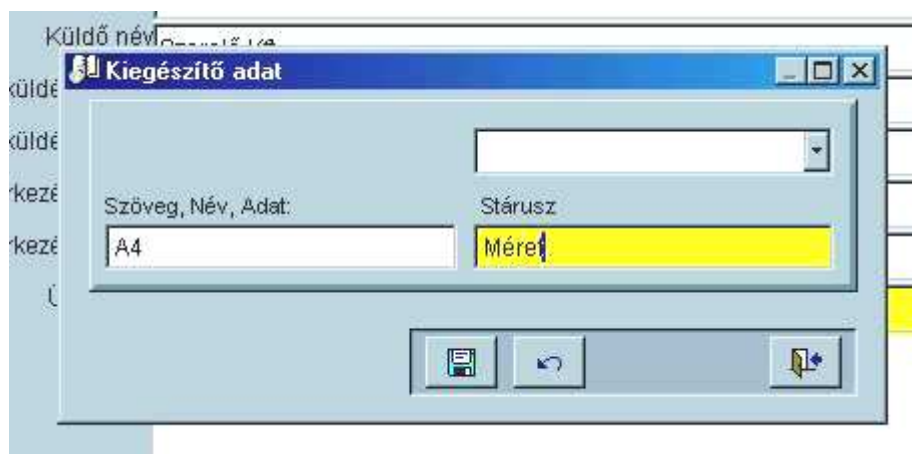 Küldő név
Kiegészítő adat
Szöveg, Név, Adat:
Stárusz
A4
Méret